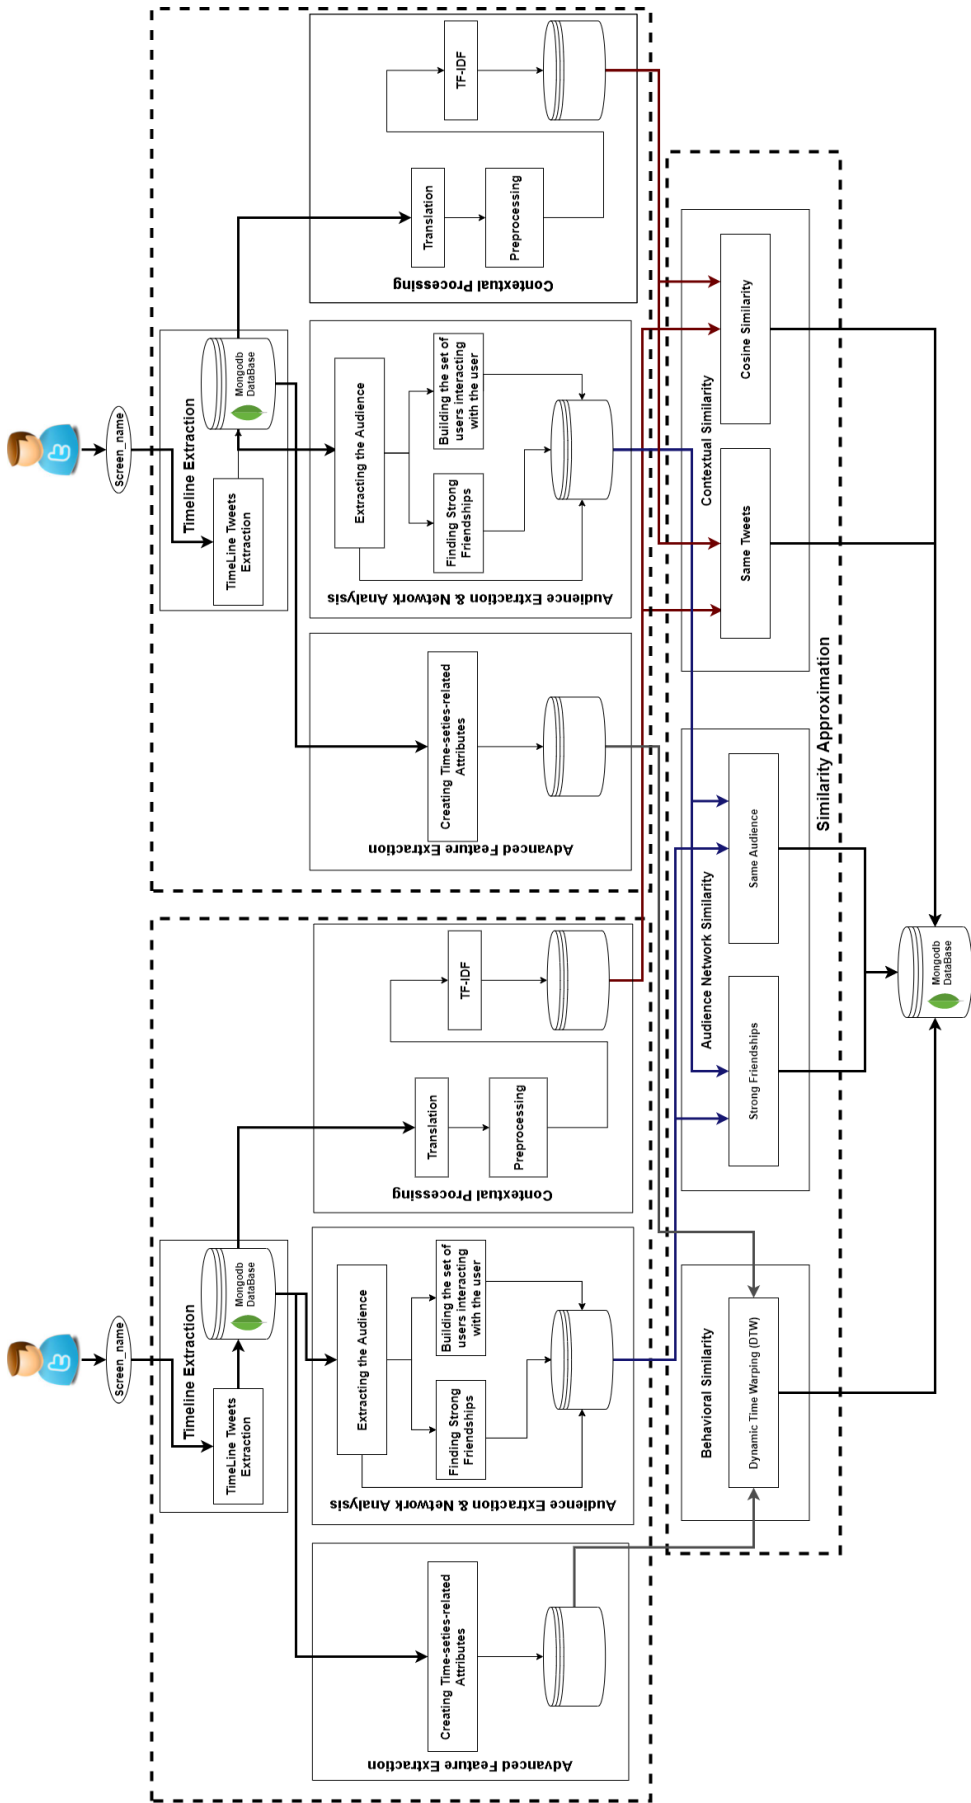 Screen_name
Timeline Extraction
TimeLine Tweets
Extraction
Mongodb
DataBase
Contextual Processing
Translation
Preprocessing
TF-IDF
Audience Extraction & Network Analysis
Extracting the Audience
Finding Strong
Friendships
Building the set of
users interacting
with the user
Advanced Feature Extraction
Creating Time-seties-related
Attributes
Screen_name
Timeline Extraction
TimeLine Tweets
Extraction
Mongodb
DataBase
Contextual Processing
Translation
Preprocessing
TF-IDF
Audience Extraction & Network Analysis
Extracting the Audience
Finding Strong
Friendships
Building the set of
users interacting
with the user
Advanced Feature Extraction
Creating Time-seties-related
Attributes
Similarity Approximation
Contextual Similarity
Cosine Similarity
Same Tweets
Audience Network Similarity
Same Audience
Strong Friendships
Behavioral Similarity
Dynamic Time Warping (DTW)
Mongodb
DataBase